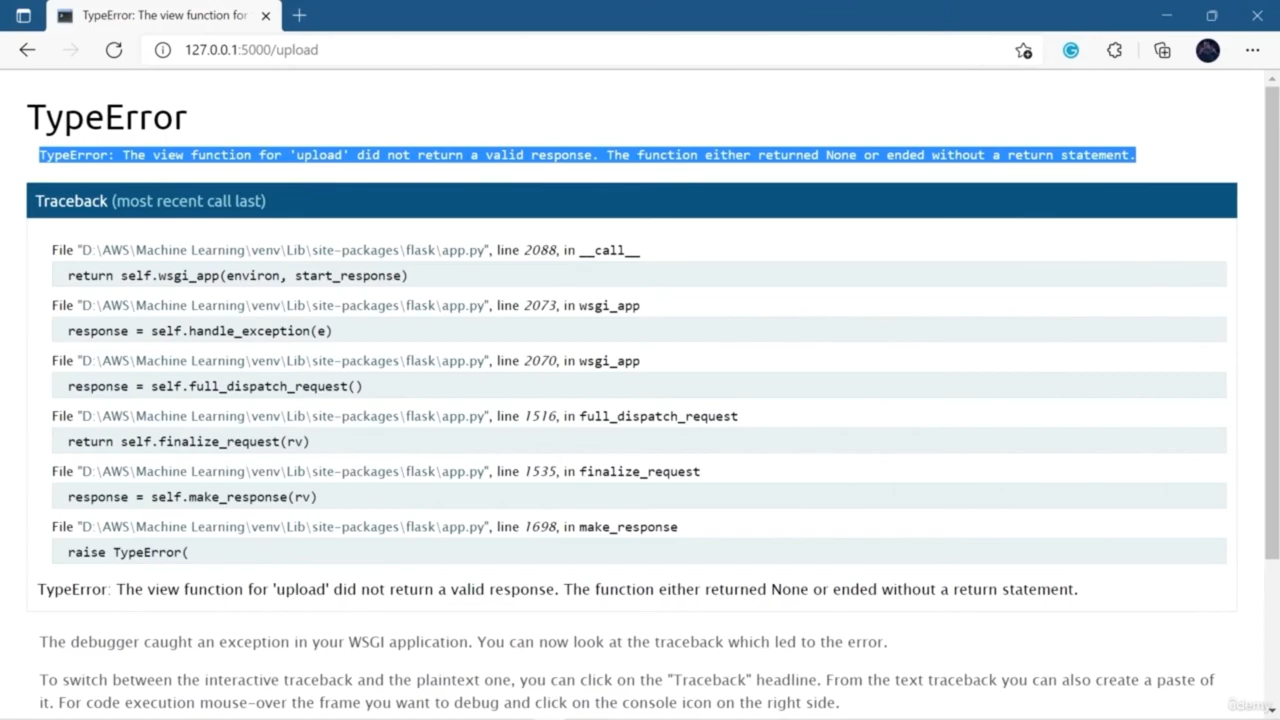 TypeError: The view function for
127.0.0.1:5000/upload
TypeError
TypeError: The view function for 'upload' did not return a valid response. The function either returned None or ended without a return statement.
Traceback (most recent call last)
File "D:\AWS\Machine Learning\venv\Lib\site-packages\flask\app.py", line 2088, in __call__
return self.wsgi_app(environ, start_response)
File "D:\AWS\Machine Learning\venv\Lib\site-packages\flask\app.py", line 2073, in wsgi_app
response = self.handle_exception(e)
File "D:\AWS\Machine Learning\venv\Lib\site-packages\flask\app.py", line 2070, in wsgi_app
response = self.full_dispatch_request()
File "D:\AWS\Machine Learning\venv\Lib\site-packages\flask\app.py", line 1516, in full_dispatch_request
return self.finalize_request(rv)
File "D:\AWS\Machine Learning\venv\Lib\site-packages\flask\app.py", line 1535, in finalize_request
response = self.make_response(rv)
File "D:\AWS\Machine Learning\venv\Lib\site-packages\flask\app.py", line 1698, in make_response
raise TypeError(
TypeError: The view function for 'upload' did not return a valid response. The function either returned None or ended without a return statement.
The debugger caught an exception in your WSGI application. You can now look at the traceback which led to the error.
To switch between the interactive traceback and the plaintext one, you can click on the "Traceback" headline. From the text traceback you can also create a paste of
it. For code execution mouse-over the frame you want to debug and click on the console icon on the right side.
ûdemy